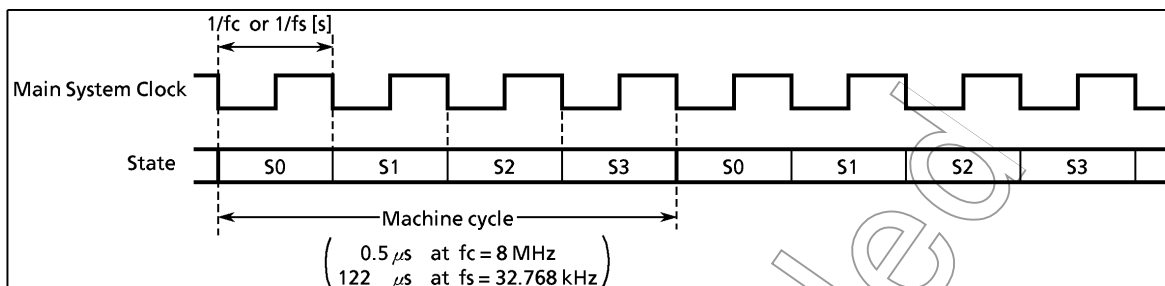 1/fc or 1/fs [s]
Main System Clock
State S0 S1 S2 S3 S0 S1 S2 S3
Machine cycle
0.5 μs at fc = 8 MHz
122 μs at fs = 32.768 kHz
led